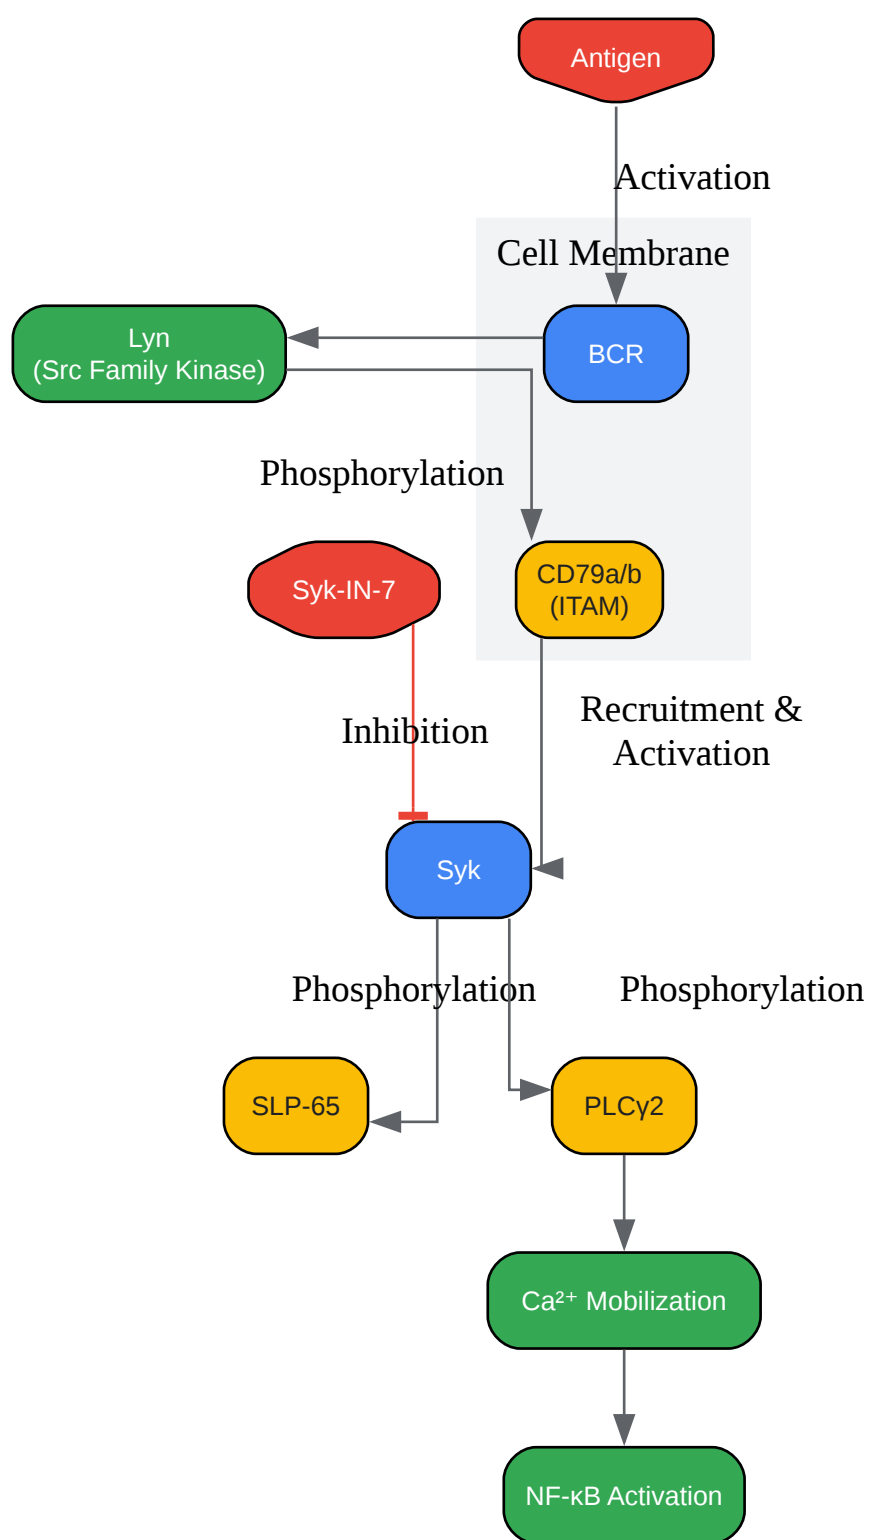 Antigen
Activation
Cell Membrane
Lyn
(Src Family Kinase)
BCR
Phosphorylation
Syk-IN-7
CD79a/b
(ITAM)
Inhibition
Recruitment &
Activation
Syk
Phosphorylation
Phosphorylation
SLP-65
PLCγ2
Ca²⁺ Mobilization
NF-κB Activation